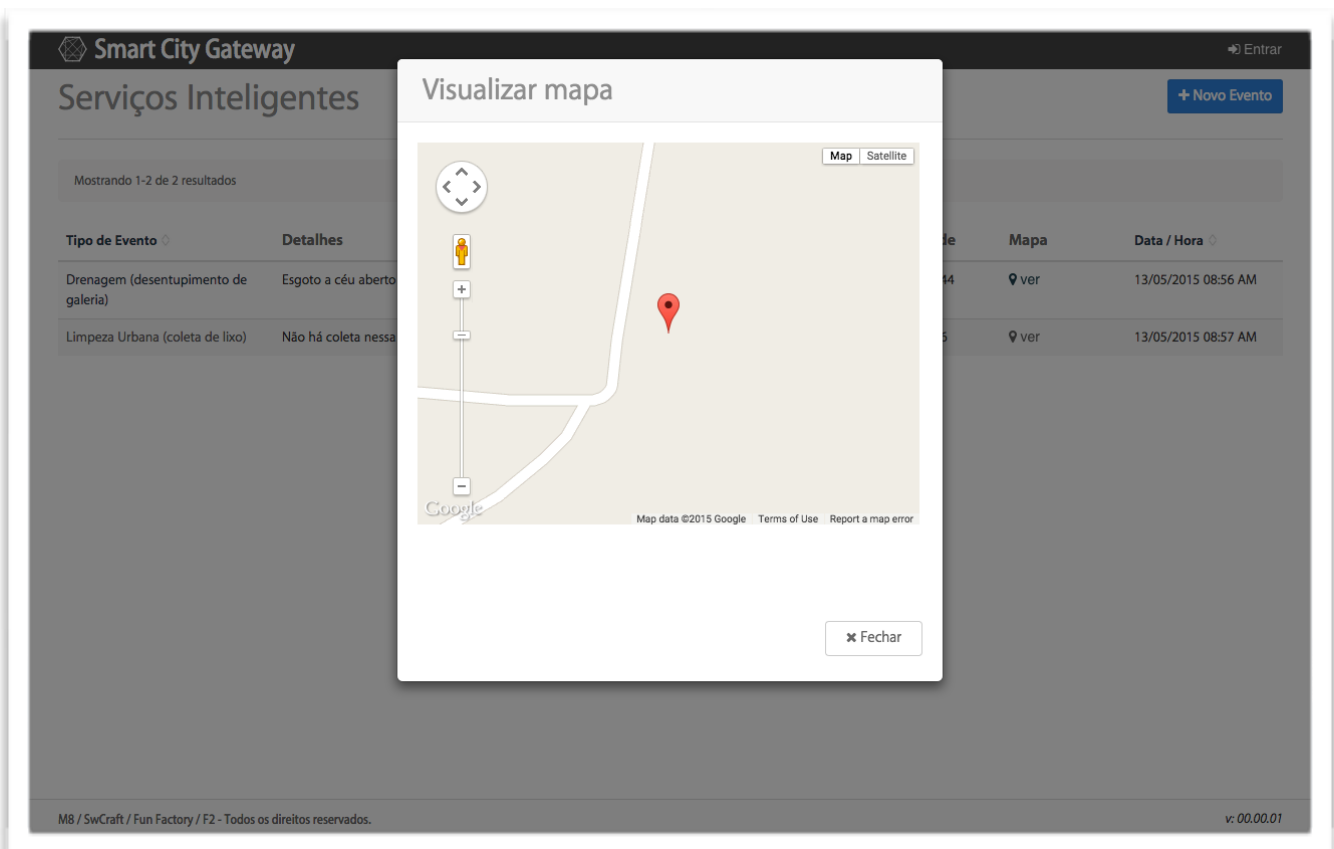 Smart City Gateway
Entrar
Serviços Inteligentes
+ Novo Evento
Visualizar mapa
Mostrando 1-2 de 2 resultados
Map Satellite
Tipo de Evento Detalhes de Mapa Data / Hora
Drenagem (desentupimento de Esgoto a céu aberto 44 ver 13/05/2015 08:56 AM
galeria)
Limpeza Urbana (coleta de lixo) Não há coleta nessa ver 13/05/2015 08:57 AM
Google
Map data ©2015 Google Terms of Use Report a map error
Fechar
M8 / SwCraft / Fun Factory / F2 - Todos os direitos reservados.
v: 00.00.01